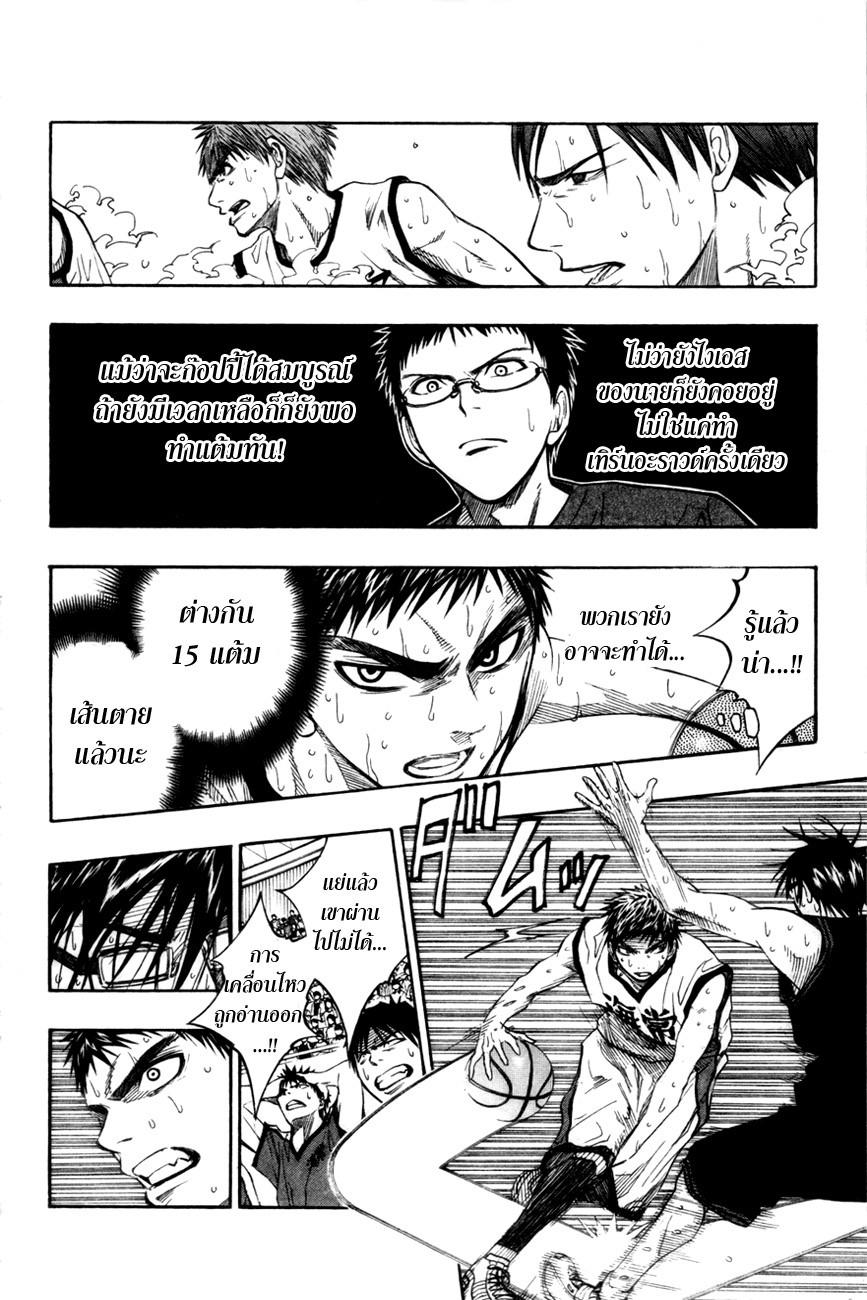 ไม่ว่ายังไงเอส
ของนายก็ยังคอยอยู่
ไม่ใช่แค่ทำ
เทิร์นอะราวด์ครั้งเดียว
แม้ว่าจะก๊อปปี้ได้สมบูรณ์
ถ้ายังมีเวลาเหลือก็ก็ยังพอ
ทำแต้มทัน!
รู้แล้ว
น่า...!!
พวกเรายัง
อาจจะทำได้...
ต่างกัน
15 แต้ม
เส้นตาย
แล้วนะ
ダムッ
แย่แล้ว
เขาผ่าน
ไปไม่ได้...
การ
เคลื่อนไหว
ถูกอ่านออก
...!!